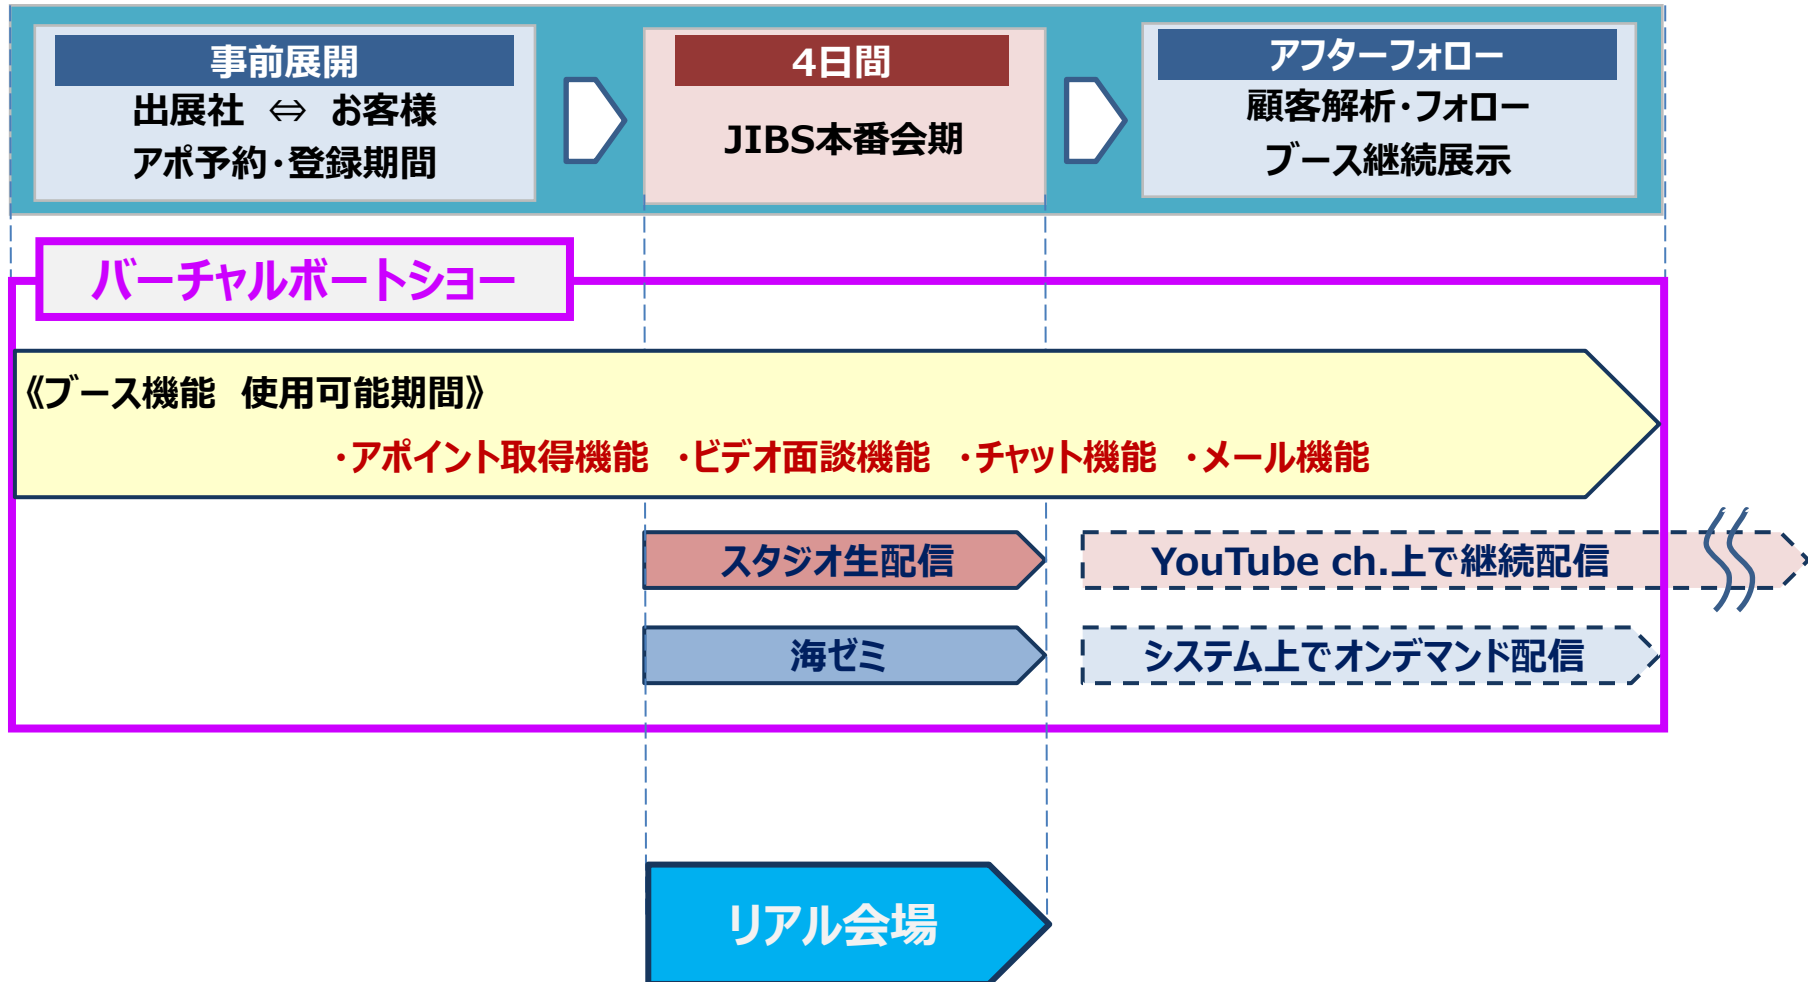 事前展開
出展社 ⇔ お客様
アポ予約・登録期間
4日間
JIBS本番会期
アフターフォロー
顧客解析・フォロー
ブース継続展示
バーチャルボートショー
《ブース機能　使用可能期間》
・アポイント取得機能　・ビデオ面談機能　・チャット機能　・メール機能
スタジオ生配信
YouTube ch.上で継続配信
海ゼミ
システム上でオンデマンド配信
リアル会場